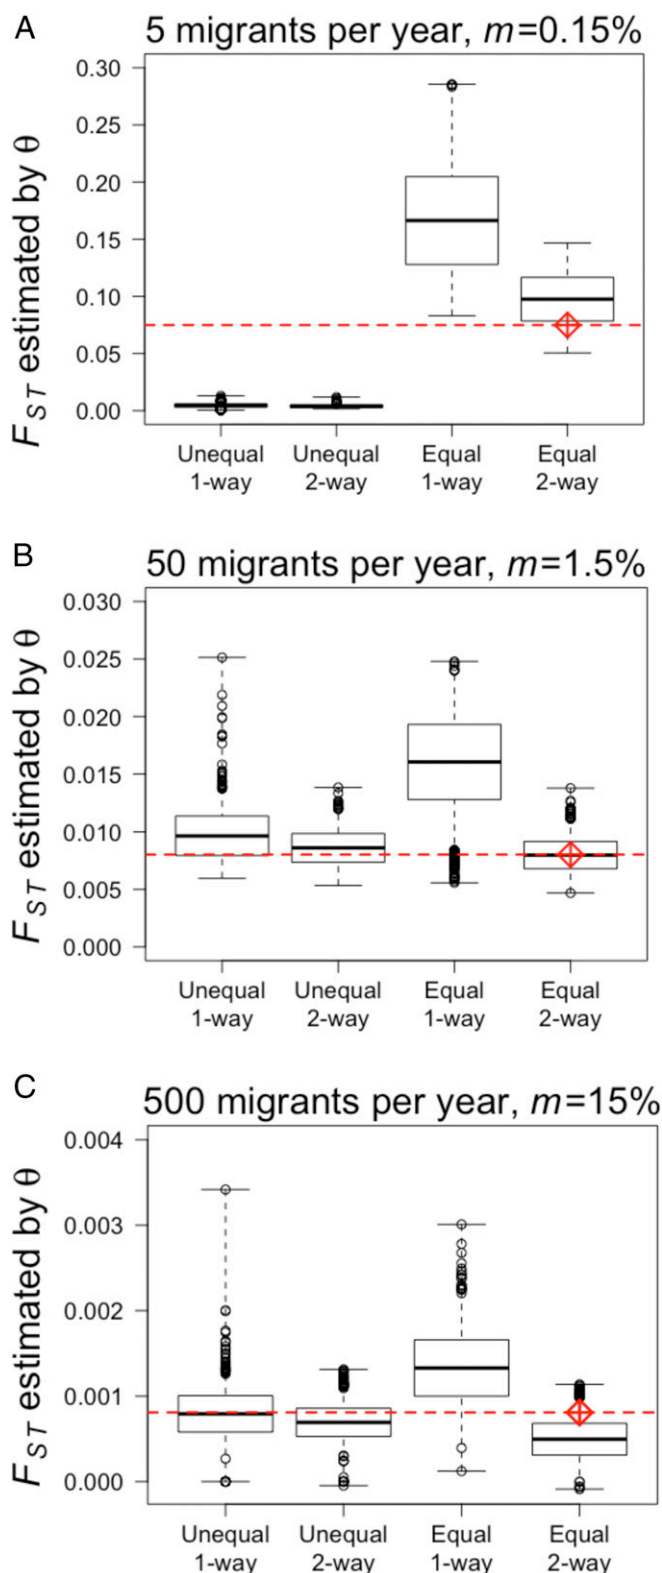 A
5 migrants per year, m=0.15%
FST estimated by θ
0.30
0.25
0.20
0.15
0.10
0.05
0.00
Unequal Unequal Equal Equal
1-way 2-way 1-way 2-way
B
50 migrants per year, m=1.5%
FST estimated by θ
0.030
0.025
0.020
0.015
0.010
0.005
0.000
Unequal Unequal Equal Equal
1-way 2-way 1-way 2-way
C
500 migrants per year, m=15%
FST estimated by θ
0.004
0.003
0.002
0.001
0.000
Unequal Unequal Equal Equal
1-way 2-way 1-way 2-way